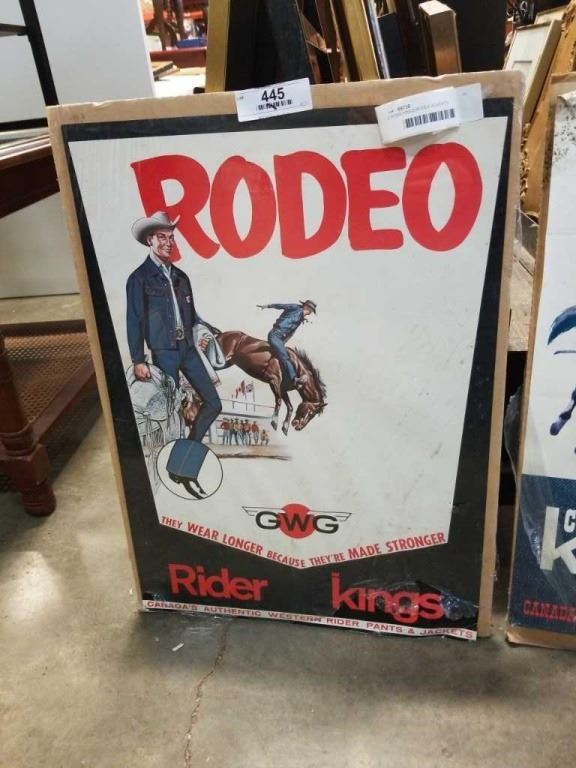 445
RODEO
GWG
THEY WEAR LONGER BECAUSE THEY'RE MADE STRONGER
Rider kings
CANADA'S AUTHENTIC WESTERN RIDER PANTS & JACKETS
CANADA